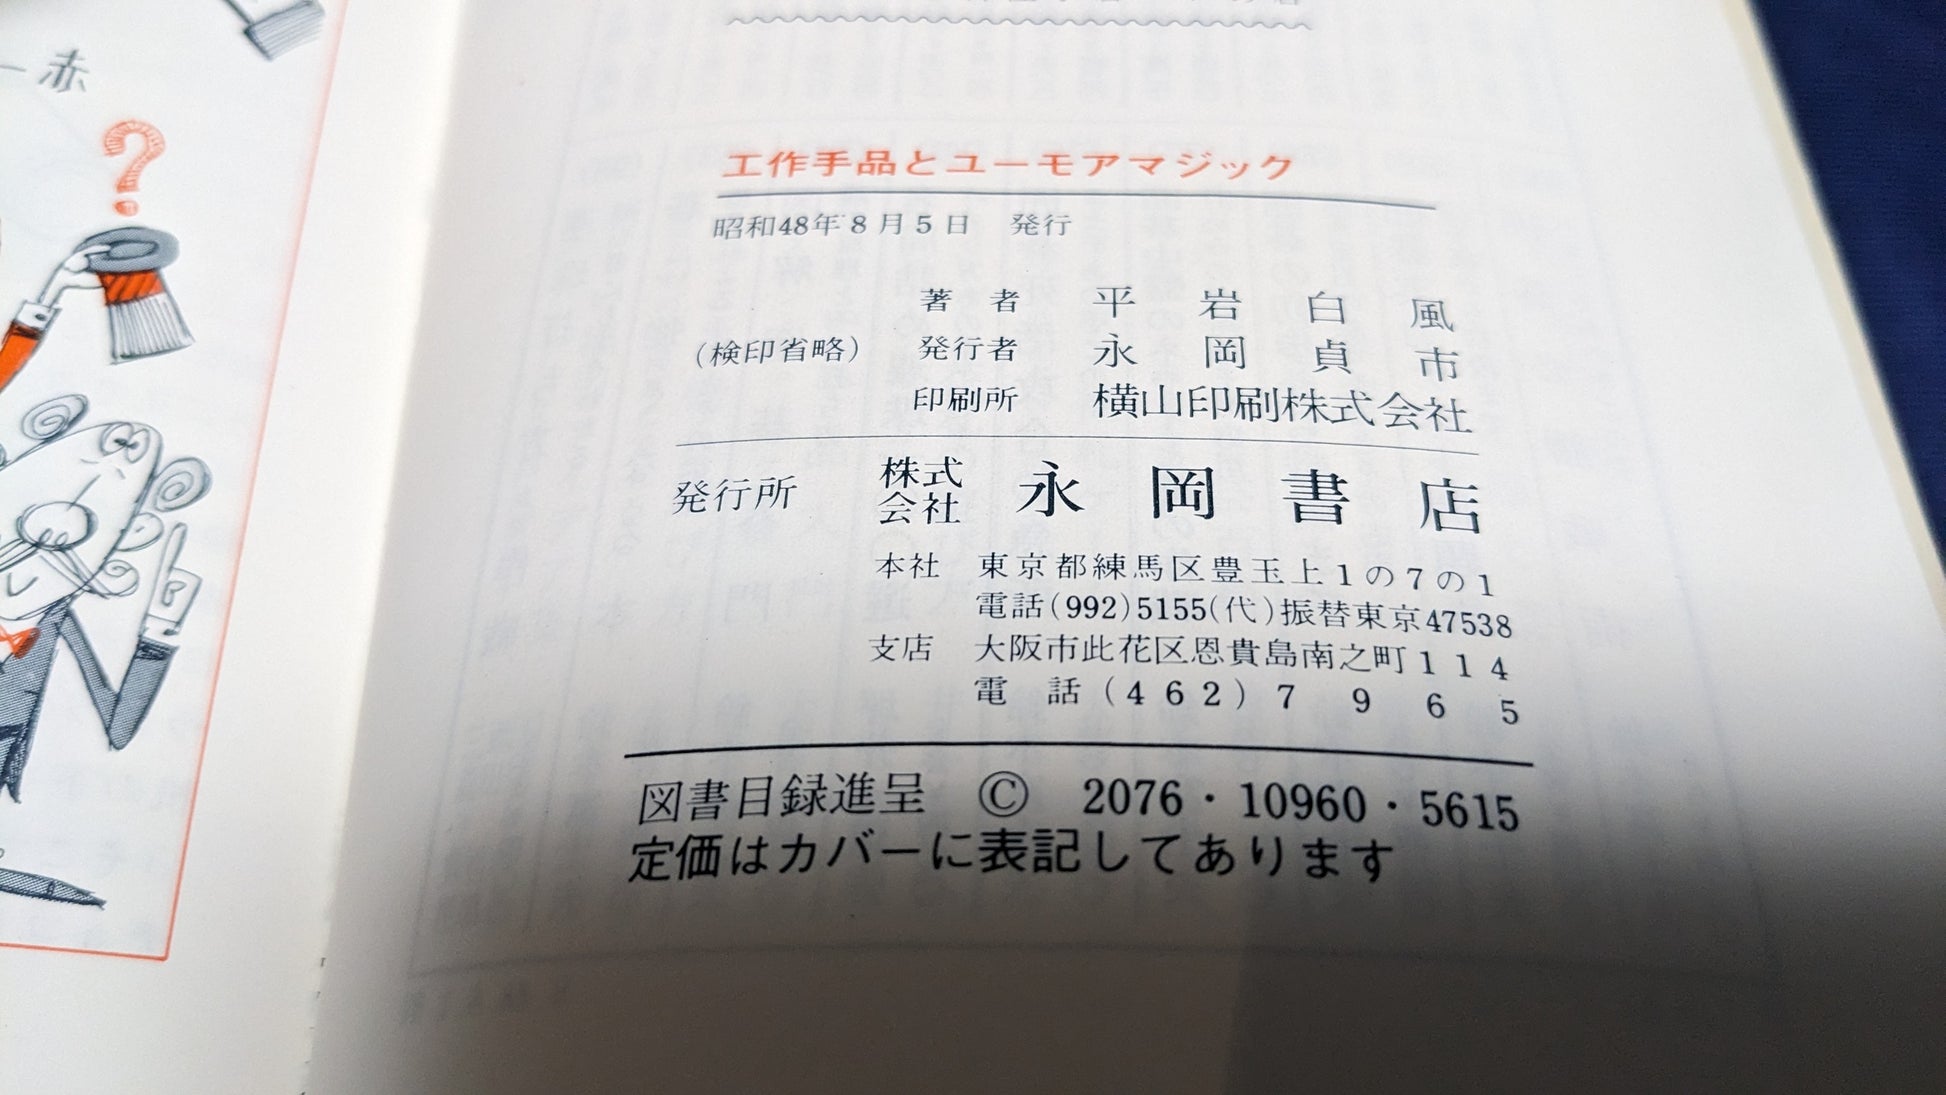 一赤
?
工作手品とユーモアマジック
昭和48年8月5日 発行
著者 平岩白風
(検印省略) 発行者 永岡貞市
印刷所 横山印刷株式会社
発行所 株式会社 永岡書店
本社 東京都練馬区豊玉上1の7の1
電話(992)5155(代)振替東京47538
支店 大阪市此花区恩貴島南之町114
電話(462)7965
図書目録進呈 © 2076・10960・5615
定価はカバーに表記してあります